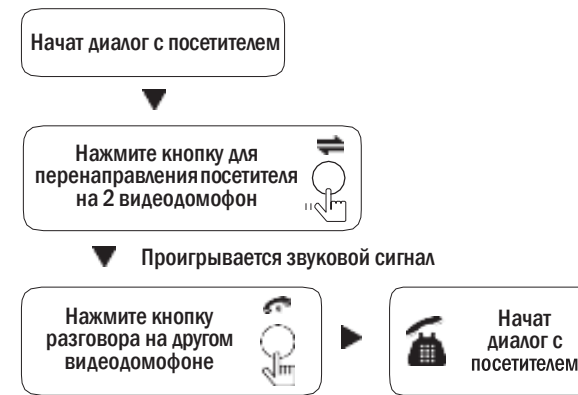 Начат диалог с посетителем
Нажмите кнопку для
перенаправления посетителя
на 2 видеодомофон
Проигрывается звуковой сигнал
Нажмите кнопку
разговора на другом
видеодомофоне
Начат
диалог с
посетителем